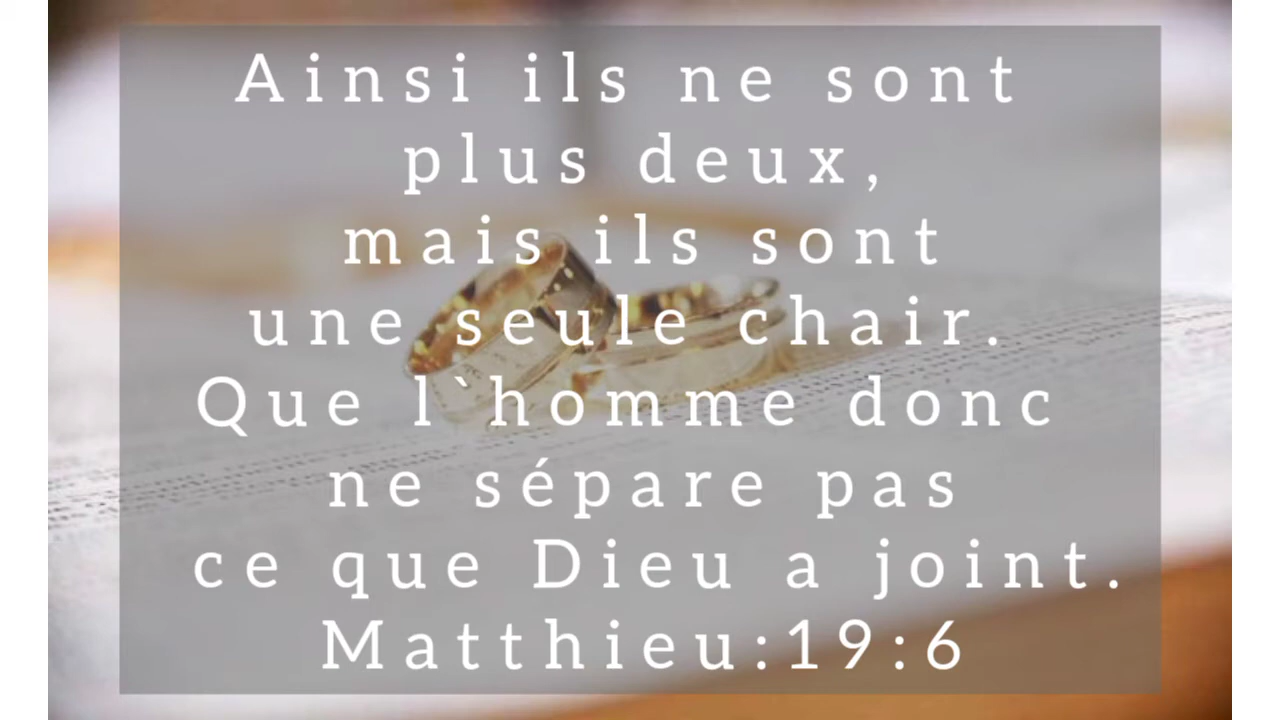 Ainsi ils ne sont
plus deux,
mais ils sont
une seule chair.
Que l`homme donc
ne sépare pas
ce que Dieu a joint.
Matthieu:19:6